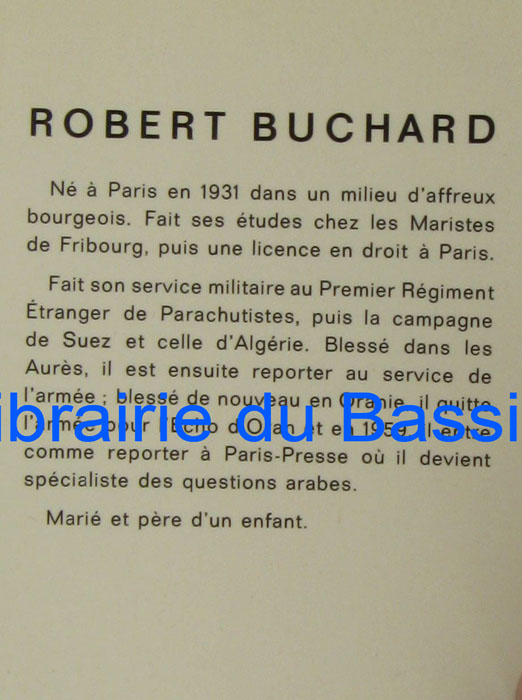 ROBERT BUCHARD
Né à Paris en 1931 dans un milieu d'affreux
bourgeois. Fait ses études chez les Maristes
de Fribourg, puis une licence en droit à Paris.
Fait son service militaire au Premier Régiment
Étranger de Parachutistes, puis la campagne
de Suez et celle d'Algérie. Blessé dans les
Aurès, il est ensuite reporter au service de
l'armée ; blessé de nouveau en Oranie, il quitte
ibrairie du Bassi
l'armée pour l'Écho d'Oran et en 1959, il entre
comme reporter à Paris-Presse où il devient
spécialiste des questions arabes.
Marié et père d'un enfant.